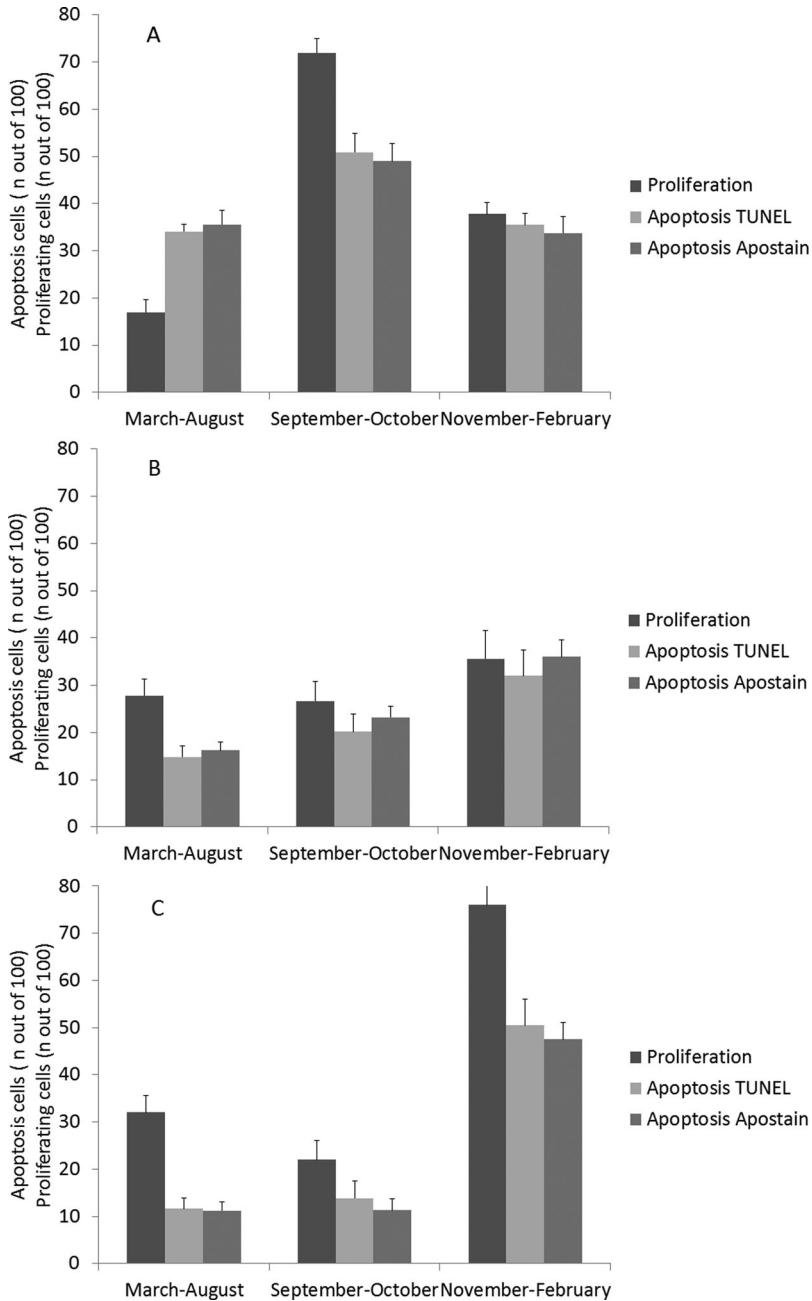 A
Apoptosis cells ( n out of 100)
Proliferating cells (n out of 100)
80
70
60
50
40
30
20
10
0
March-August
September-October
November-February
Proliferation
Apoptosis TUNEL
Apoptosis Apostain
B
Apoptosis cells ( n out of 100)
Proliferating cells (n out of 100)
80
70
60
50
40
30
20
10
0
March-August
September-October
November-February
Proliferation
Apoptosis TUNEL
Apoptosis Apostain
C
Apoptosis cells ( n out of 100)
Proliferating cells (n out of 100)
80
70
60
50
40
30
20
10
0
March-August
September-October
November-February
Proliferation
Apoptosis TUNEL
Apoptosis Apostain